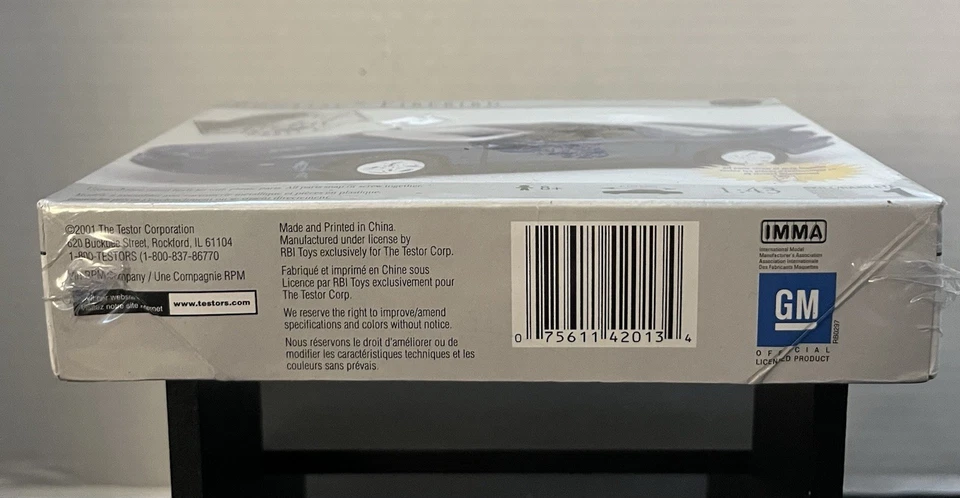 8+
1:43
©2001 The Testor Corporation
620 Buckbee Street, Rockford, IL 61104
1-800-TESTORS (1-800-837-86770
An RPM Company / Une Compagnie RPM
notre site
www.testors.com
Made and Printed in China.
Manufactured under license by
RBI Toys exclusively for The Testor Corp.
Fabriqué et imprimé en Chine sous
Licence par RBI Toys exclusivement pour
The Testor Corp.
We reserve the right to improve/amend
specifications and colors without notice.
Nous réservons le droit d'améliorer ou de
modifier les caractéristiques techniques et les
couleurs sans prévais.
0 75611 42013 4
IMMA
International Model
Manufacturer's Association
Association Internationale
Des Fabricants Maquettes
GM
OFFICIAL
LICENSED PRODUCT
RB0237